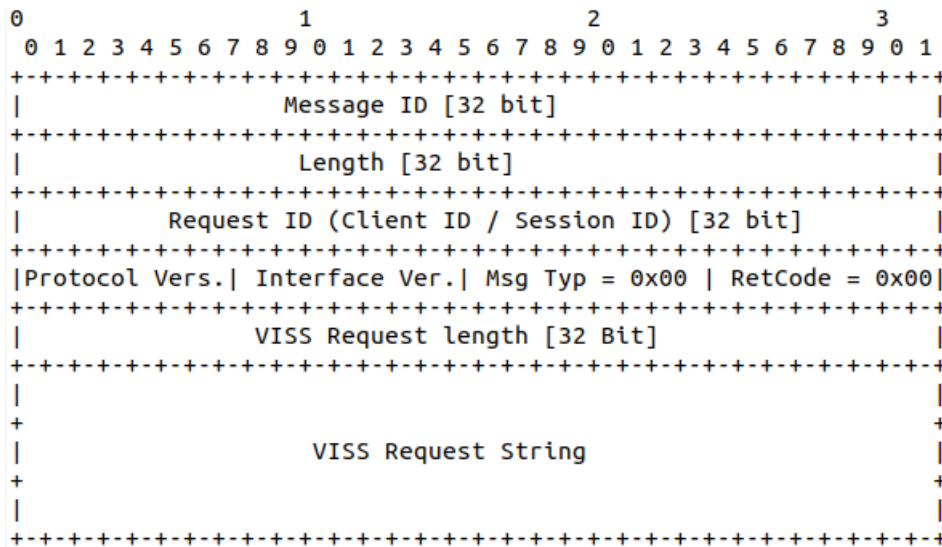 0                   1                   2                   3
 0 1 2 3 4 5 6 7 8 9 0 1 2 3 4 5 6 7 8 9 0 1 2 3 4 5 6 7 8 9 0 1
+-+-+-+-+-+-+-+-+-+-+-+-+-+-+-+-+-+-+-+-+-+-+-+-+-+-+-+-+-+-+-+-+
|                  Message ID [32 bit]                          |
+-+-+-+-+-+-+-+-+-+-+-+-+-+-+-+-+-+-+-+-+-+-+-+-+-+-+-+-+-+-+-+-+
|                   Length [32 bit]                             |
+-+-+-+-+-+-+-+-+-+-+-+-+-+-+-+-+-+-+-+-+-+-+-+-+-+-+-+-+-+-+-+-+
|          Request ID (Client ID / Session ID) [32 bit]         |
+-+-+-+-+-+-+-+-+-+-+-+-+-+-+-+-+-+-+-+-+-+-+-+-+-+-+-+-+-+-+-+-+
|Protocol Vers.| Interface Ver.| Msg Typ = 0x00 | RetCode = 0x00|
+-+-+-+-+-+-+-+-+-+-+-+-+-+-+-+-+-+-+-+-+-+-+-+-+-+-+-+-+-+-+-+-+
|                VISS Request length [32 Bit]                   |
+-+-+-+-+-+-+-+-+-+-+-+-+-+-+-+-+-+-+-+-+-+-+-+-+-+-+-+-+-+-+-+-+
|                                                               |
+                                                               +
|                    VISS Request String                        |
+                                                               +
|                                                               |
+-+-+-+-+-+-+-+-+-+-+-+-+-+-+-+-+-+-+-+-+-+-+-+-+-+-+-+-+-+-+-+-+